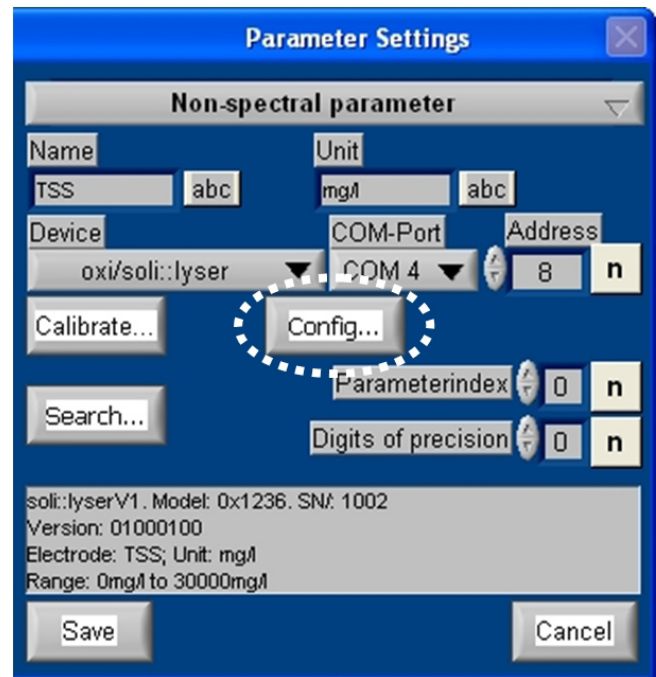 Parameter Settings
Non-spectral parameter
Name Unit
TSS abc mg/l abc
Device COM-Port Address
oxi/soli::lyser COM 4 8 n
Calibrate... Config...
Parameterindex 0 n
Search...
Digits of precision 0 n
soli::lyserV1. Model: 0x1236. SN/: 1002
Version: 01000100
Electrode: TSS; Unit: mg/l
Range: 0mg/l to 30000mg/l
Save Cancel